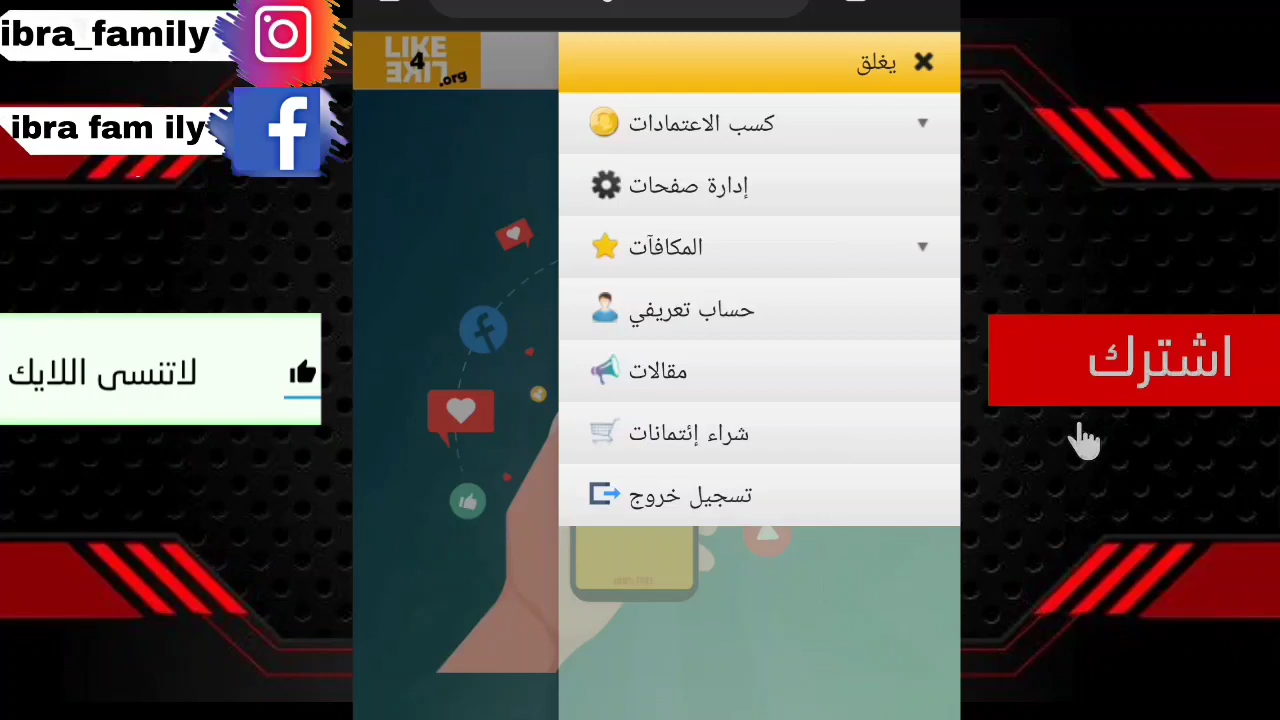 ibra_family
ibra fam ily
لاتنسى اللايك
LIKE
4
LIKE
.org
يغلق
كسب الاعتمادات
إدارة صفحات
المكافآت
حساب تعريفي
مقالات
شراء إئتمانات
تسجيل خروج
اشترك